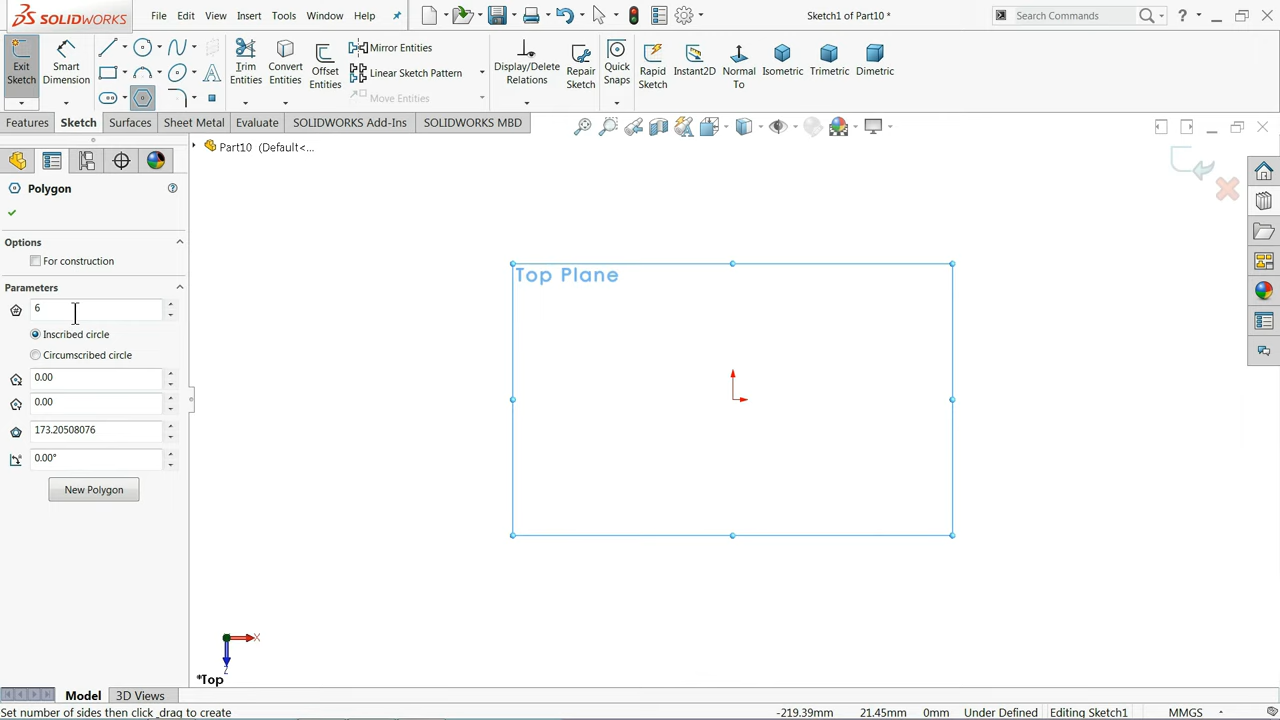 SOLIDWORKS File Edit View Insert Tools Window Help Sketch1 of Part10 * Search Commands ?
Exit Sketch
Smart Dimension
Trim Entities
Convert Entities
Offset Entities
Mirror Entities
Linear Sketch Pattern
Move Entities
Display/Delete Relations
Repair Sketch
Quick Snaps
Rapid Sketch
Instant2D
Normal To
Isometric
Trimetric
Dimetric
Features Sketch Surfaces Sheet Metal Evaluate SOLIDWORKS Add-Ins SOLIDWORKS MBD
Part10 (Default<...
Polygon
Options
For construction
Parameters
6
Inscribed circle
Circumscribed circle
0.00
0.00
173.20508076
0.00°
New Polygon
Top Plane
X
Z
*Top
Model 3D Views
Set number of sides then click _drag to create -219.39mm 21.45mm 0mm Under Defined Editing Sketch1 MMGS